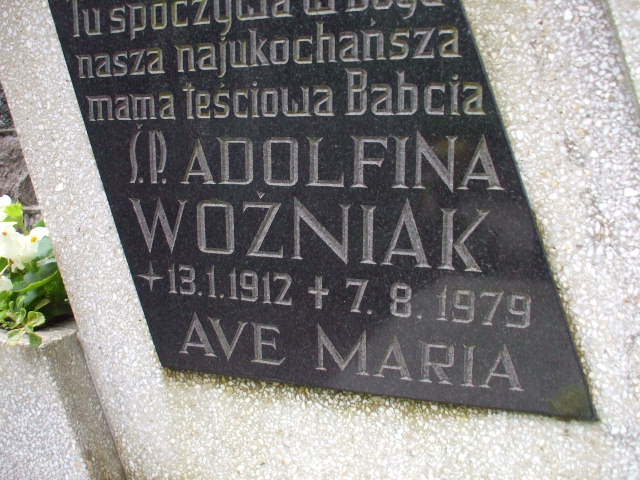 Tu spoczywa w Bogu
nasza najukochańsza
mama teściowa Babcia
Ś.P. ADOLFINA
WOŹNIAK
13.1.1912 + 7.8.1979
AVE MARIA